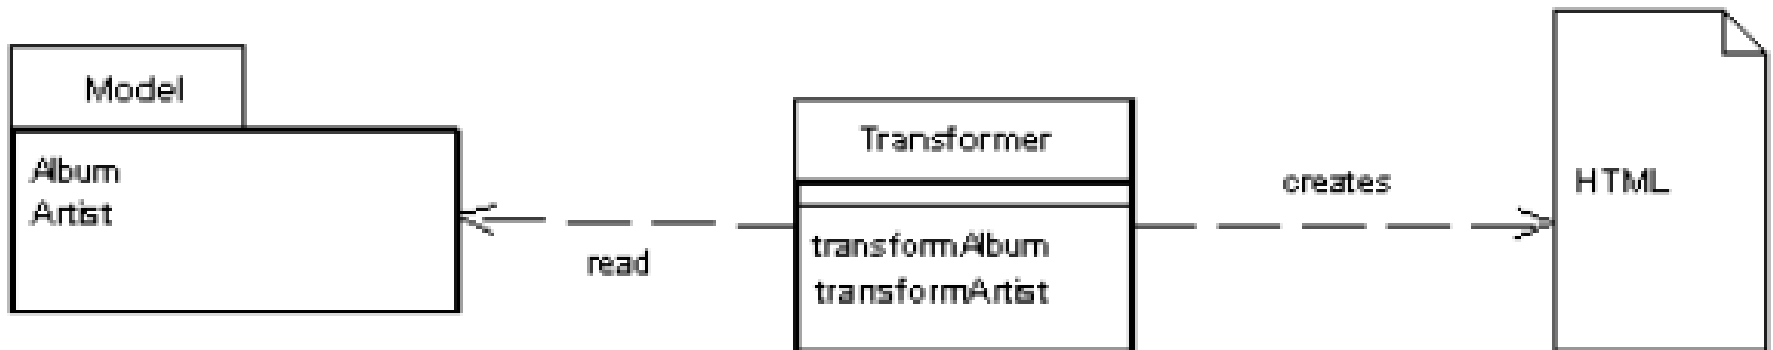 Model
Album
Artist
read
Transformer
transformAlbum
transformArtist
creates
HTML